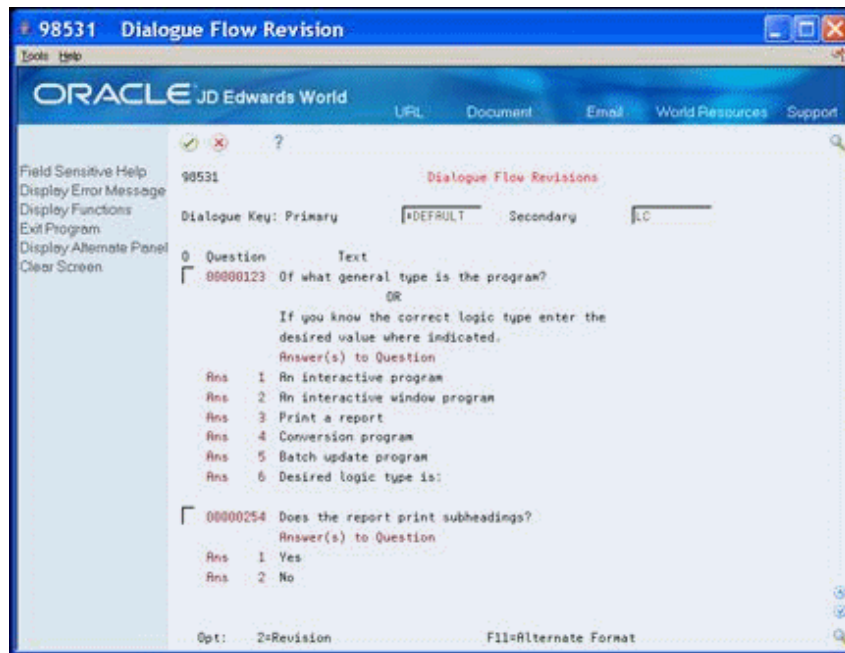 98531 Dialogue Flow Revision
Tools Help
ORACLE JD Edwards World
URL Document Email World Resources Support
?
Field Sensitive Help
Display Error Message
Display Functions
Exit Program
Display Alternate Panel
Clear Screen
98531 Dialogue Flow Revisions
Dialogue Key: Primary *DEFAULT Secondary LC
O Question Text
00000123 Of what general type is the program?
OR
If you know the correct logic type enter the
desired value where indicated.
Answer(s) to Question
Ans 1 An interactive program
Ans 2 An interactive window program
Ans 3 Print a report
Ans 4 Conversion program
Ans 5 Batch update program
Ans 6 Desired logic type is:
00000254 Does the report print subheadings?
Answer(s) to Question
Ans 1 Yes
Ans 2 No
Opt: 2=Revision F11=Alternate Format